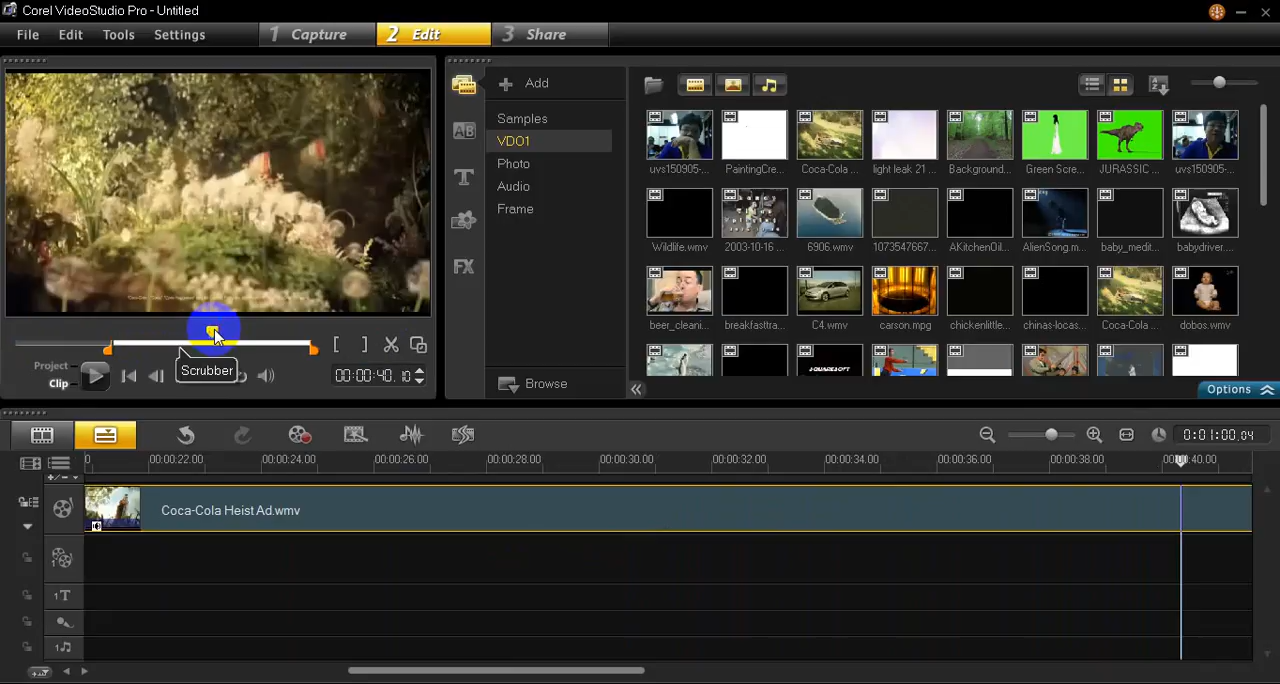 Corel VideoStudio Pro - Untitled
File Edit Tools Settings
1 Capture 2 Edit 3 Share
Add
Samples
VDO1
Photo
Audio
Frame
Browse
uvs150905-... PaintingCre... Coca-Cola ... light leak 21 ... Background... Green Scre... JURASSIC ... uvs150905-...
Wildlife.wmv 2003-10-16 ... 6906.wmv 1073547667... AKitchenOil... AlienSong.m... baby_medit... babydriver....
beer_cleani... breakfasttra... C4.wmv carson.mpg chickenlittle... chinas-locas... Coca-Cola ... dobos.wmv
SQUARESOFT
Options
Project
Clip
Scrubber
00:00:40.10
0:01:00.04
00:00:22.00 00:00:24.00 00:00:26.00 00:00:28.00 00:00:30.00 00:00:32.00 00:00:34.00 00:00:36.00 00:00:38.00 00:00:40.00
Coca-Cola Heist Ad.wmv
1T